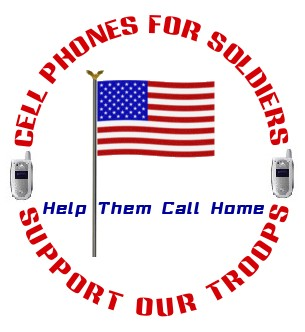 CELL PHONES FOR SOLDIERS
Help Them Call Home
SUPPORT OUR TROOPS